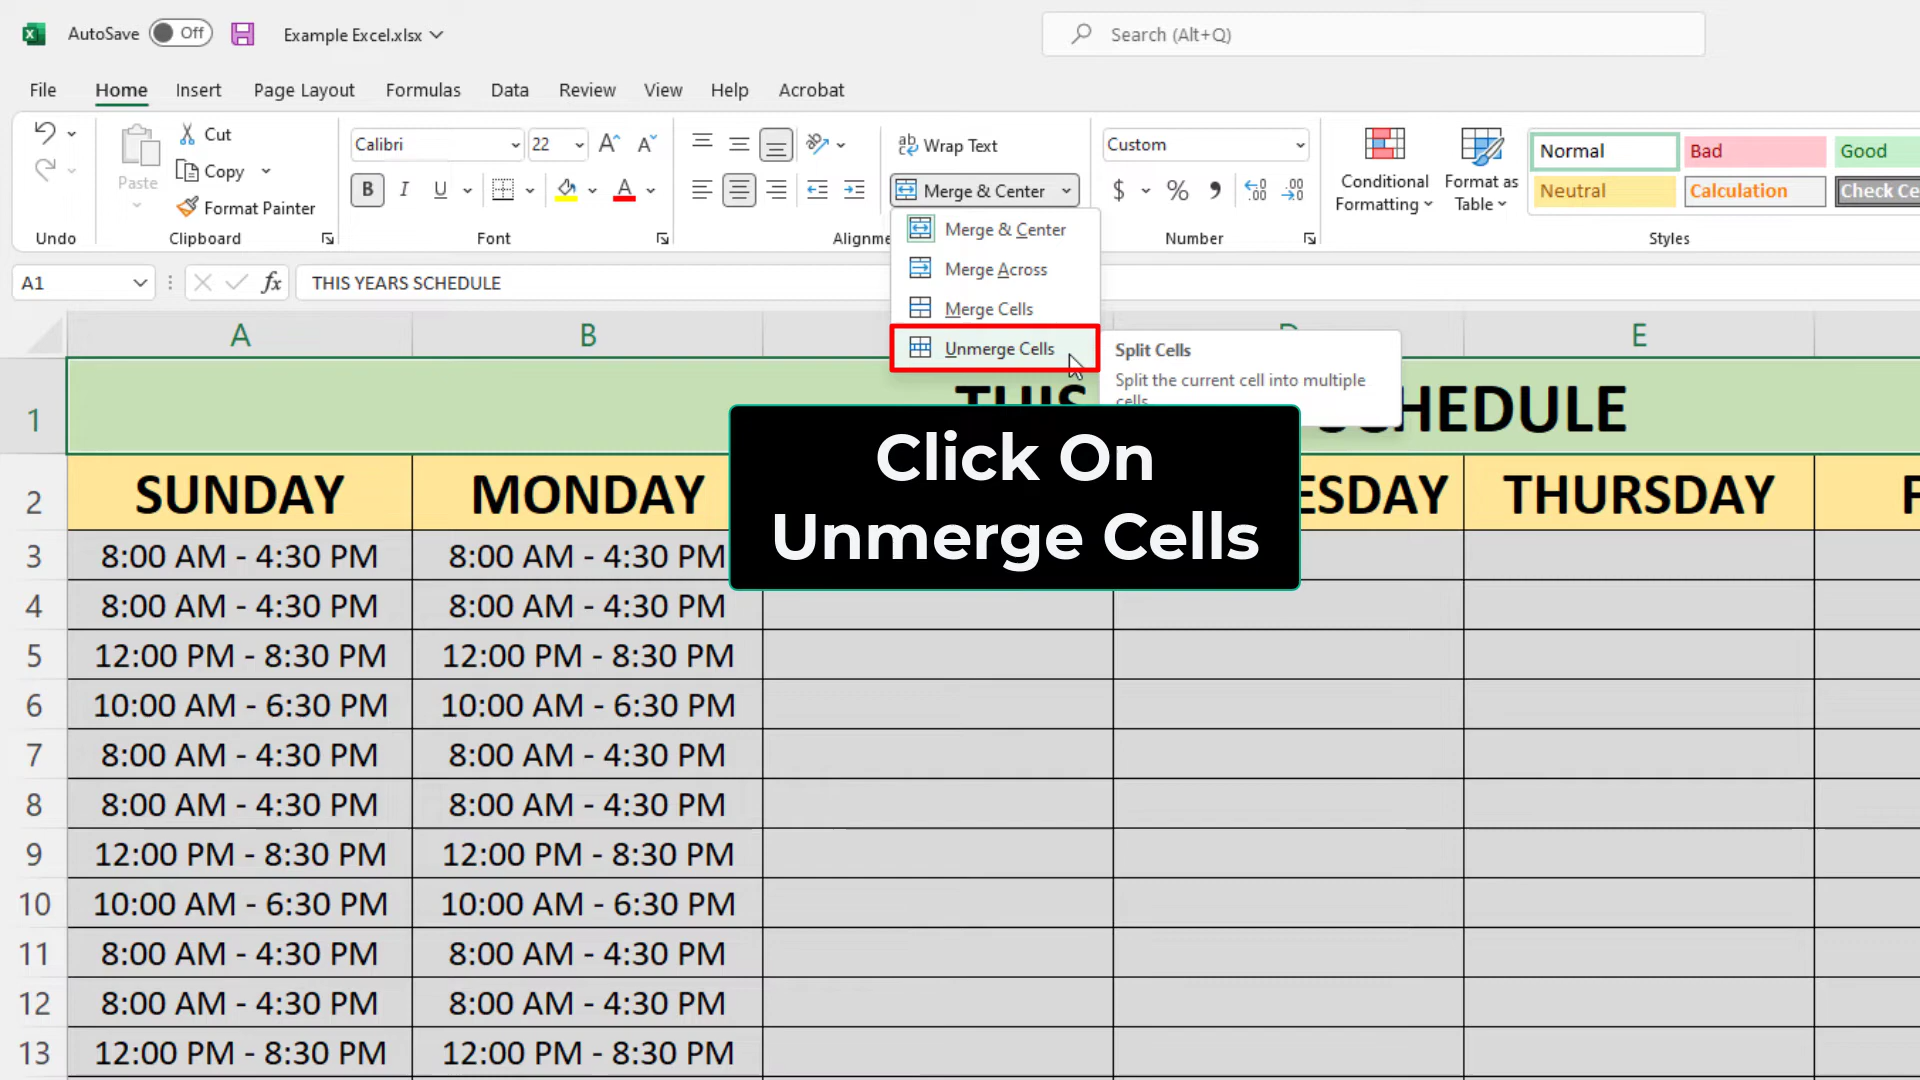 AutoSave Off Example Excel.xlsx Search (Alt+Q)
File Home Insert Page Layout Formulas Data Review View Help Acrobat
Cut
Copy
Format Painter
Paste
Undo Clipboard
Calibri 22
B I U A
Font
Wrap Text
Merge & Center
Alignme
Custom
$ % 9 .00 .00
Number
Conditional
Formatting
Format as
Table
Normal Bad Good
Neutral Calculation Check Ce
Styles
Merge & Center
Merge Across
Merge Cells
Unmerge Cells
Split Cells
Split the current cell into multiple
cells
A1 fx THIS YEARS SCHEDULE
A B D E
1 THIS SCHEDULE
Click On
Unmerge Cells
2 SUNDAY MONDAY ESDAY THURSDAY F
3 8:00 AM - 4:30 PM 8:00 AM - 4:30 PM
4 8:00 AM - 4:30 PM 8:00 AM - 4:30 PM
5 12:00 PM - 8:30 PM 12:00 PM - 8:30 PM
6 10:00 AM - 6:30 PM 10:00 AM - 6:30 PM
7 8:00 AM - 4:30 PM 8:00 AM - 4:30 PM
8 8:00 AM - 4:30 PM 8:00 AM - 4:30 PM
9 12:00 PM - 8:30 PM 12:00 PM - 8:30 PM
10 10:00 AM - 6:30 PM 10:00 AM - 6:30 PM
11 8:00 AM - 4:30 PM 8:00 AM - 4:30 PM
12 8:00 AM - 4:30 PM 8:00 AM - 4:30 PM
13 12:00 PM - 8:30 PM 12:00 PM - 8:30 PM